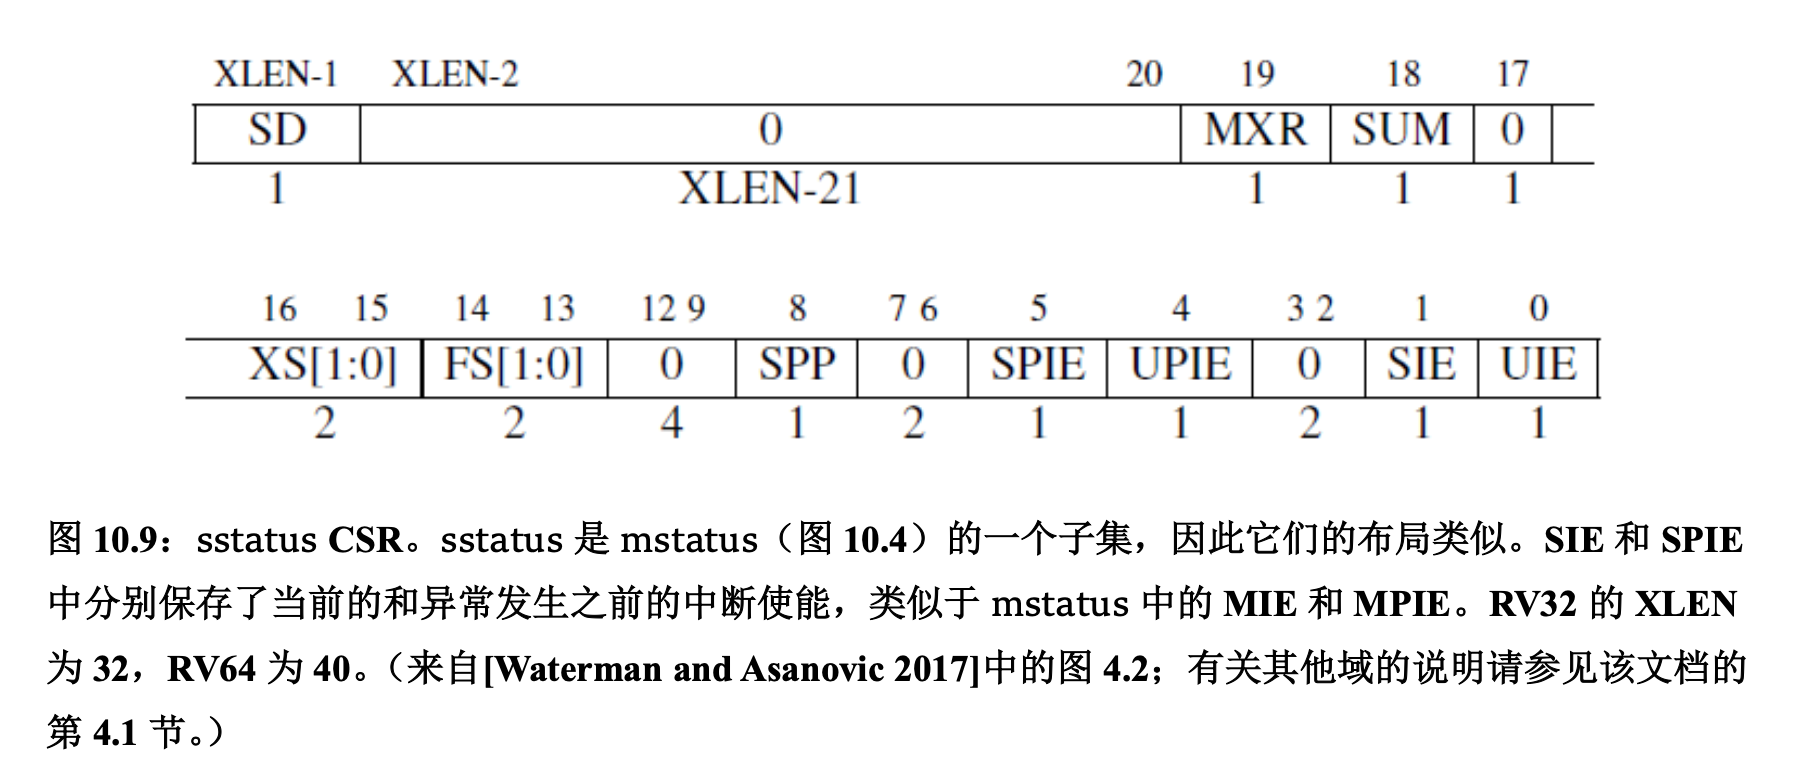 XLEN-1 XLEN-2 20 19 18 17
SD 0 MXR SUM 0
1 XLEN-21 1 1 1
16 15 14 13 12 9 8 7 6 5 4 3 2 1 0
XS[1:0] FS[1:0] 0 SPP 0 SPIE UPIE 0 SIE UIE
2 2 4 1 2 1 1 2 1 1
图 10.9：sstatus CSR。sstatus 是 mstatus（图 10.4）的一个子集，因此它们的布局类似。SIE 和 SPIE
中分别保存了当前的和异常发生之前的中断使能，类似于 mstatus 中的 MIE 和 MPIE。RV32 的 XLEN
为 32，RV64 为 40。（来自[Waterman and Asanovic 2017]中的图 4.2；有关其他域的说明请参见该文档的
第 4.1 节。）